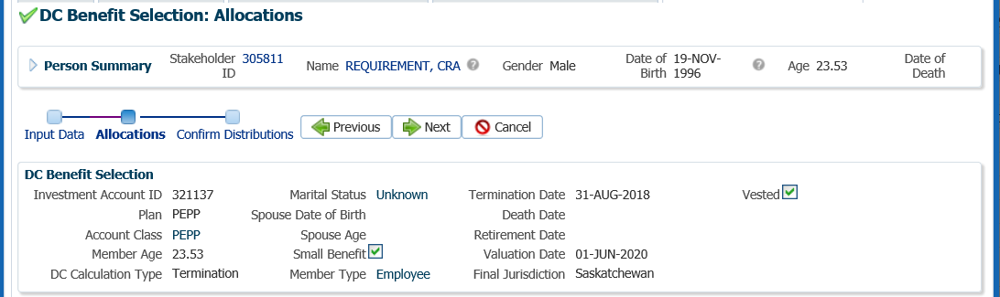 DC Benefit Selection: Allocations
Person Summary Stakeholder ID 305811 Name REQUIREMENT, CRA Gender Male Date of Birth 19-NOV-1996 Age 23.53 Date of Death
Input Data Allocations Confirm Distributions Previous Next Cancel
DC Benefit Selection
Investment Account ID 321137 Marital Status Unknown Termination Date 31-AUG-2018 Vested
Plan PEPP Spouse Date of Birth Death Date
Account Class PEPP Spouse Age Retirement Date
Member Age 23.53 Small Benefit Valuation Date 01-JUN-2020
DC Calculation Type Termination Member Type Employee Final Jurisdiction Saskatchewan